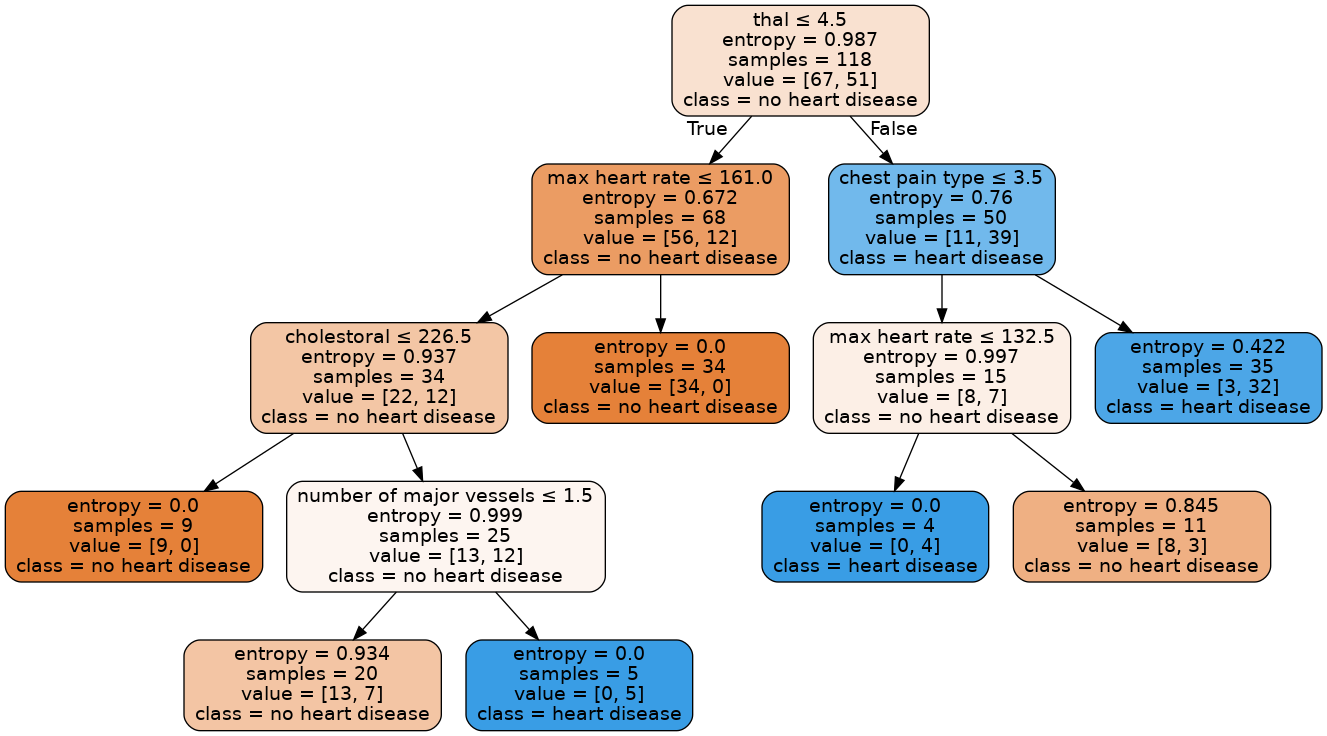 thal ≤ 4.5
entropy = 0.987
samples = 118
value = [67, 51]
class = no heart disease
True
False
max heart rate ≤ 161.0
entropy = 0.672
samples = 68
value = [56, 12]
class = no heart disease
chest pain type ≤ 3.5
entropy = 0.76
samples = 50
value = [11, 39]
class = heart disease
cholestoral ≤ 226.5
entropy = 0.937
samples = 34
value = [22, 12]
class = no heart disease
entropy = 0.0
samples = 34
value = [34, 0]
class = no heart disease
max heart rate ≤ 132.5
entropy = 0.997
samples = 15
value = [8, 7]
class = no heart disease
entropy = 0.422
samples = 35
value = [3, 32]
class = heart disease
entropy = 0.0
samples = 9
value = [9, 0]
class = no heart disease
number of major vessels ≤ 1.5
entropy = 0.999
samples = 25
value = [13, 12]
class = no heart disease
entropy = 0.0
samples = 4
value = [0, 4]
class = heart disease
entropy = 0.845
samples = 11
value = [8, 3]
class = no heart disease
entropy = 0.934
samples = 20
value = [13, 7]
class = no heart disease
entropy = 0.0
samples = 5
value = [0, 5]
class = heart disease